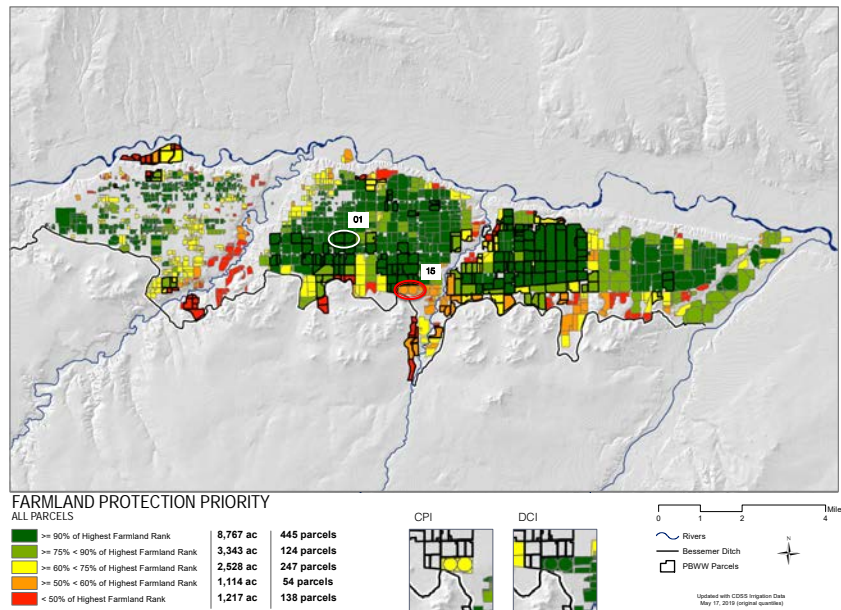 01
15
FARMLAND PROTECTION PRIORITY
ALL PARCELS
>= 90% of Highest Farmland Rank 8,767 ac 445 parcels
>= 75% < 90% of Highest Farmland Rank 3,343 ac 124 parcels
>= 60% < 75% of Highest Farmland Rank 2,528 ac 247 parcels
>= 50% < 60% of Highest Farmland Rank 1,114 ac 54 parcels
< 50% of Highest Farmland Rank 1,217 ac 138 parcels
CPI
DCI
0 1 2 4
Mile
Rivers
Bessemer Ditch
PBWW Parcels
N
Updated with CDSS Irrigation Data
May 17, 2019 (original quantiles)